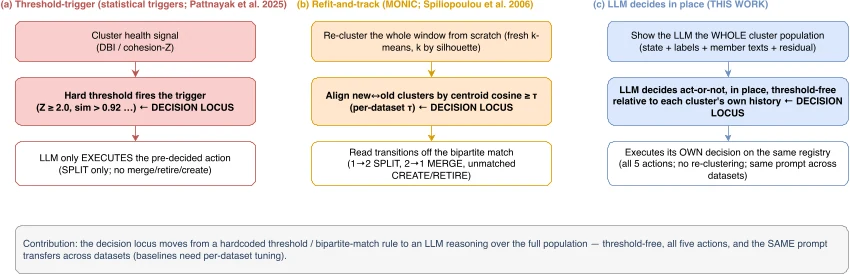 (a) Threshold-trigger (statistical triggers; Pattnayak et al. 2025)
Cluster health signal
(DBI / cohesion-Z)
Hard threshold fires the trigger
(Z ≥ 2.0, sim > 0.92 ...) ← DECISION LOCUS
LLM only EXECUTES the pre-decided action
(SPLIT only; no merge/retire/create)
(b) Refit-and-track (MONIC; Spiliopoulou et al. 2006)
Re-cluster the whole window from scratch (fresh k-
means, k by silhouette)
Align new↔old clusters by centroid cosine ≥ τ
(per-dataset τ) ← DECISION LOCUS
Read transitions off the bipartite match
(1→2 SPLIT, 2→1 MERGE, unmatched
CREATE/RETIRE)
(c) LLM decides in place (THIS WORK)
Show the LLM the WHOLE cluster population
(state + labels + member texts + residual)
LLM decides act-or-not, in place, threshold-free
relative to each cluster's own history ← DECISION
LOCUS
Executes its OWN decision on the same registry
(all 5 actions; no re-clustering; same prompt across
datasets)
Contribution: the decision locus moves from a hardcoded threshold / bipartite-match rule to an LLM reasoning over the full population — threshold-free, all five actions, and the SAME prompt
transfers across datasets (baselines need per-dataset tuning).